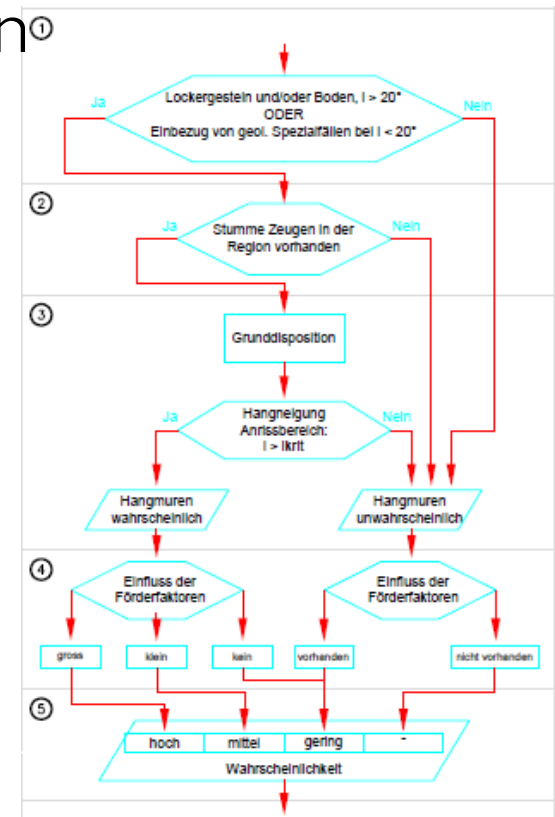 n
①
Lockergestein und/oder Boden, I > 20°
ODER
Einbezug von geol. Spezialfällen bei I < 20°
Ja
Nein
②
Stumme Zeugen in der
Region vorhanden
Ja
Nein
③
Grunddisposition
Hangneigung
Anrissbereich:
I > Ikrit
Ja
Nein
Hangmuren
wahrscheinlich
Hangmuren
unwahrscheinlich
④
Einfluss der
Förderfaktoren
Einfluss der
Förderfaktoren
gross
klein
kein
vorhanden
nicht vorhanden
⑤
hoch
mittel
gering
-
Wahrscheinlichkeit